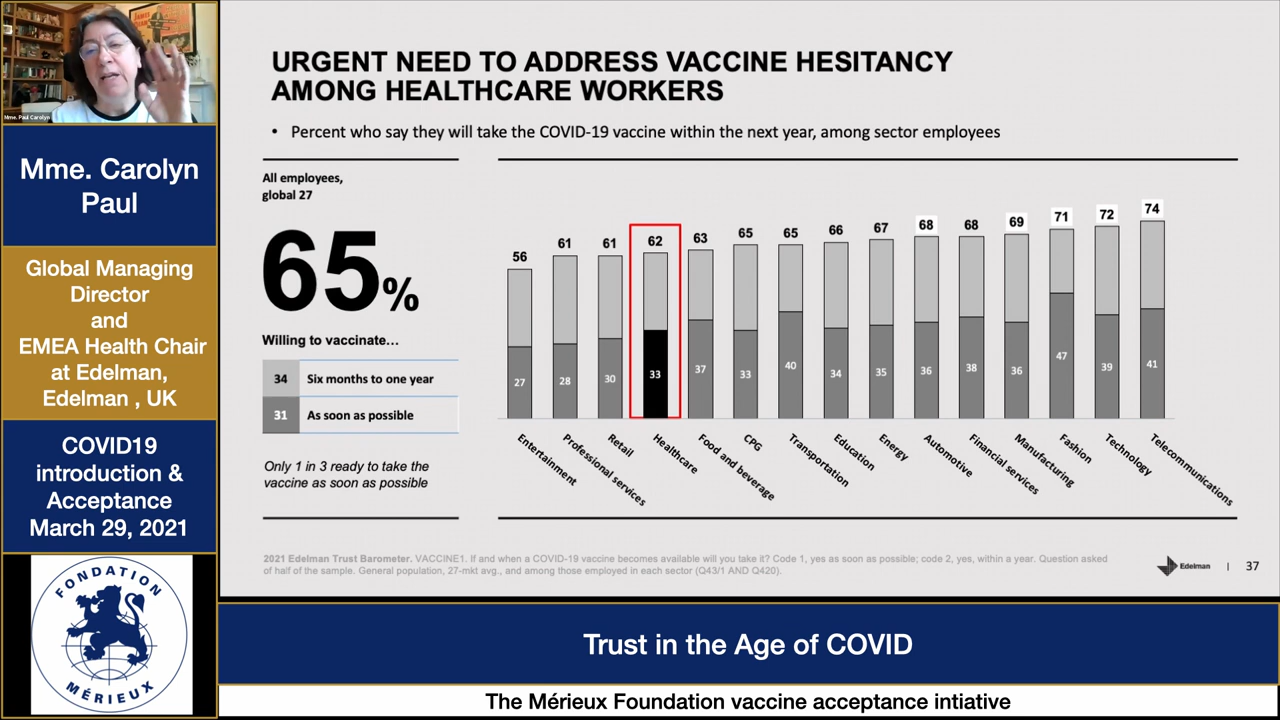 Mme. Paul Carolyn
Mme. Carolyn
Paul
Global Managing
Director
and
EMEA Health Chair
at Edelman,
Edelman , UK
COVID19
introduction &
Acceptance
March 29, 2021
FONDATION
MÉRIEUX
URGENT NEED TO ADDRESS VACCINE HESITANCY
AMONG HEALTHCARE WORKERS
• Percent who say they will take the COVID-19 vaccine within the next year, among sector employees
All employees,
global 27
65%
Willing to vaccinate…
34 Six months to one year
31 As soon as possible
Only 1 in 3 ready to take the
vaccine as soon as possible
56 61 61 62 63 65 65 66 67 68 68 69 71 72 74
27 28 30 33 37 33 40 34 35 36 38 36 47 39 41
Entertainment
Professional services
Retail
Healthcare
Food and beverage
CPG
Transportation
Education
Energy
Automotive
Financial services
Manufacturing
Fashion
Technology
Telecommunications
2021 Edelman Trust Barometer. VACCINE1. If and when a COVID-19 vaccine becomes available will you take it? Code 1, yes as soon as possible; code 2, yes, within a year. Question asked
of half of the sample. General population, 27-mkt avg., and among those employed in each sector (Q43/1 AND Q420).
Edelman | 37
Trust in the Age of COVID
The Mérieux Foundation vaccine acceptance intiative